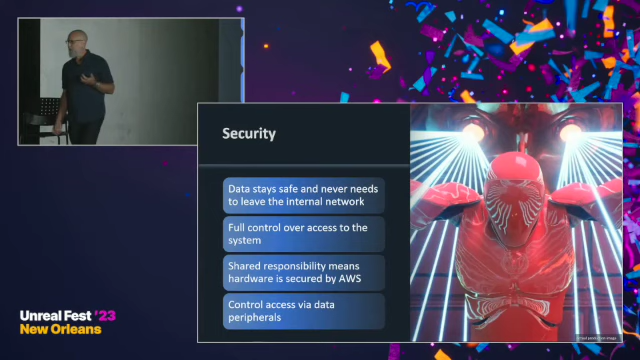 Security
Data stays safe and never needs
to leave the internal network
Full control over access to the
system
Shared responsibility means
hardware is secured by AWS
Control access via data
peripherals
Unreal Fest '23
New Orleans